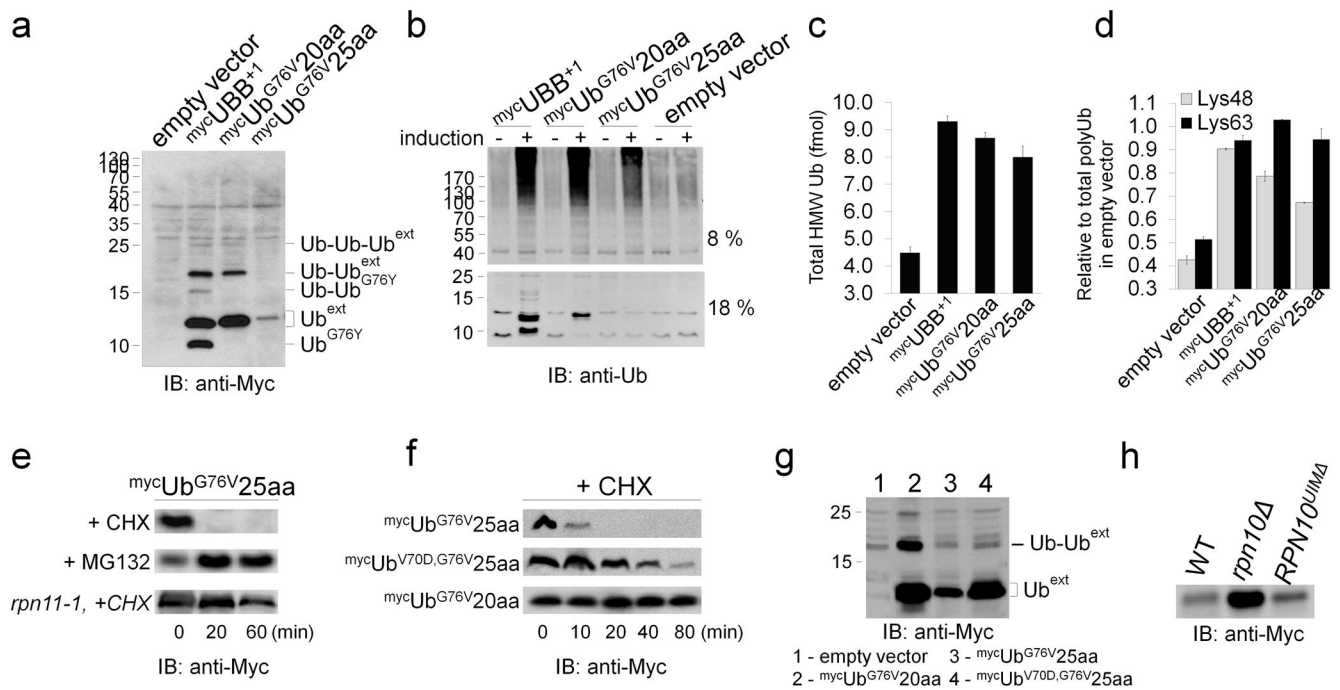 a
empty vector
mycUBB+1
mycUbG76V20aa
mycUbG76V25aa
130
100
70
55
40
35
25
15
10
Ub-Ub-Ubext
Ub-Ubext
Ub-UbG76Y
Ubext
UbG76Y
IB: anti-Myc
b
mycUBB+1
mycUbG76V20aa
mycUbG76V25aa
empty vector
induction - + - + - + - +
170
130
100
70
55
40
8 %
25
15
10
18 %
IB: anti-Ub
c
Total HMW Ub (fmol)
10.0
9.0
8.0
7.0
6.0
5.0
4.0
3.0
empty vector
mycUBB+1
mycUbG76V20aa
mycUbG76V25aa
d
Relative to total polyUb
in empty vector
Lys48
Lys63
1.1
1.0
0.9
0.8
0.7
0.6
0.5
0.4
0.3
empty vector
mycUBB+1
mycUbG76V20aa
mycUbG76V25aa
e
mycUbG76V25aa
+ CHX
+ MG132
rpn11-1, +CHX
0 20 60 (min)
IB: anti-Myc
f
+ CHX
mycUbG76V25aa
mycUbV70D,G76V25aa
mycUbG76V20aa
0 10 20 40 80 (min)
IB: anti-Myc
g
1 2 3 4
25
15
Ub-Ubext
Ubext
IB: anti-Myc
1 - empty vector 3 - mycUbG76V25aa
2 - mycUbG76V20aa 4 - mycUbV70D,G76V25aa
h
WT
rpn10Δ
RPN10UIMΔ
IB: anti-Myc